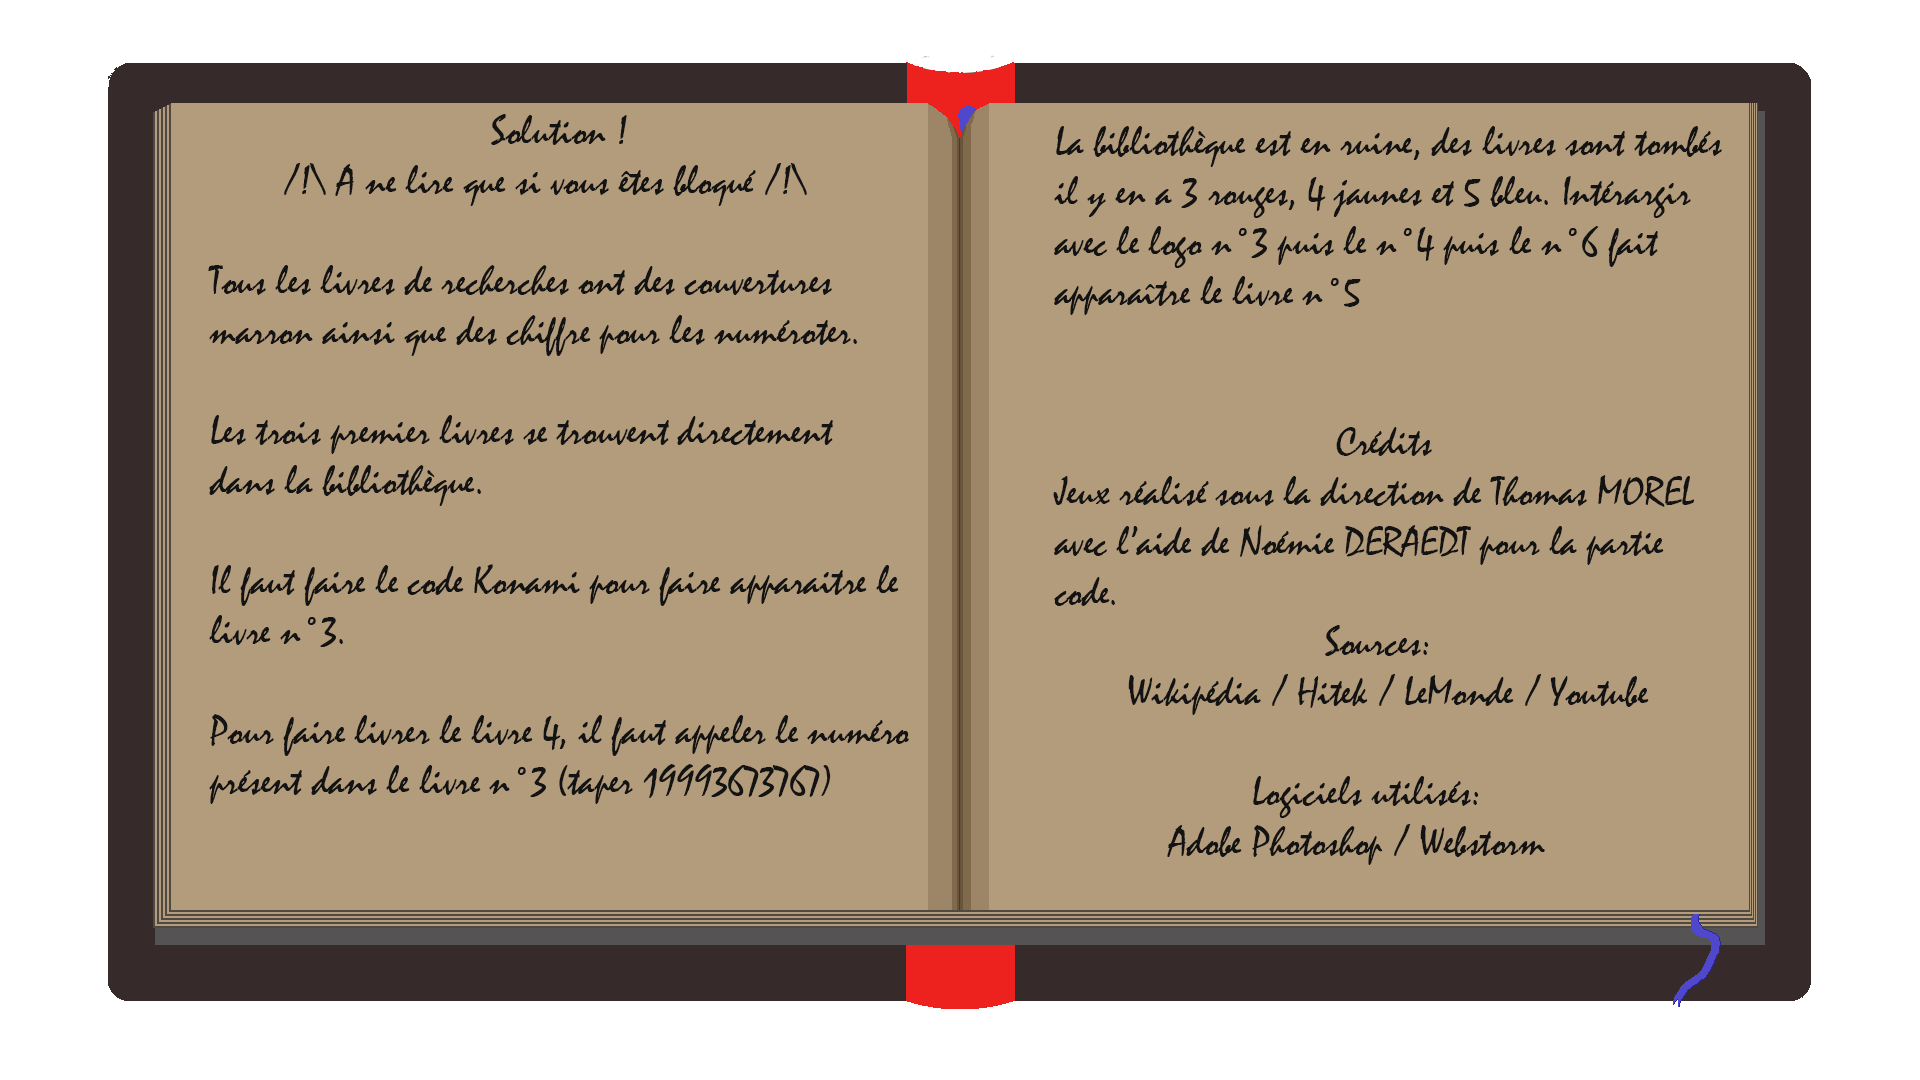 Solution !
/!\ A ne lire que si vous êtes bloqué /!\
Tous les livres de recherches ont des couvertures
marron ainsi que des chiffre pour les numéroter.
Les trois premier livres se trouvent directement
dans la bibliothèque.
Il faut faire le code Konami pour faire apparaitre le
livre n°3.
Pour faire livrer le livre 4, il faut appeler le numéro
présent dans le livre n°3 (taper 19993673767)
La bibliothèque est en ruine, des livres sont tombés
il y en a 3 rouges, 4 jaunes et 5 bleu. Intérargir
avec le logo n°3 puis le n°4 puis le n°6 fait
apparaître le livre n°5
Crédits
Jeux réalisé sous la direction de Thomas MOREL
avec l'aide de Noémie DERAEDT pour la partie
code.
Sources:
Wikipédia / Hitek / LeMonde / Youtube
Logiciels utilisés:
Adobe Photoshop / Webstorm